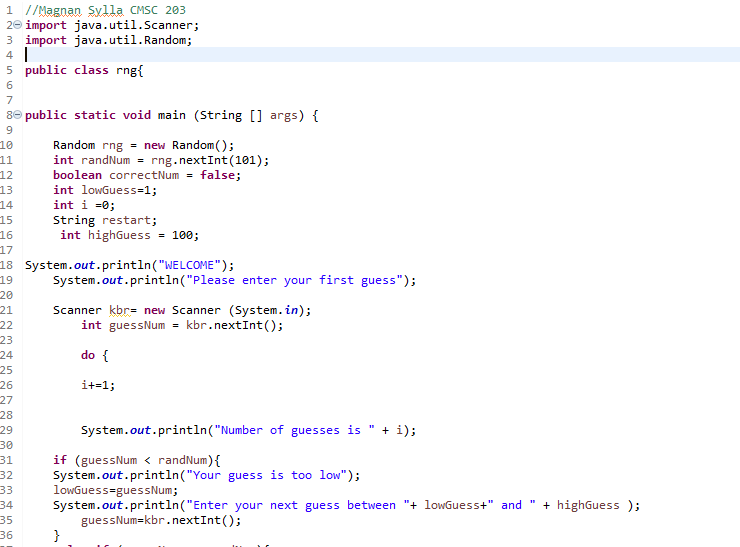 1 //Magnan Sylla CMSC 203
2 import java.util.Scanner;
3 import java.util.Random;
4
5 public class rng{
6
7
8 public static void main (String [] args) {
9
10 Random rng = new Random();
11 int randNum = rng.nextInt(101);
12 boolean correctNum = false;
13 int lowGuess=1;
14 int i =0;
15 String restart;
16 int highGuess = 100;
17
18 System.out.println("WELCOME");
19 System.out.println("Please enter your first guess");
20
21 Scanner kbr= new Scanner (System.in);
22 int guessNum = kbr.nextInt();
23
24 do {
25
26 i+=1;
27
28
29 System.out.println("Number of guesses is " + i);
30
31 if (guessNum < randNum){
32 System.out.println("Your guess is too low");
33 lowGuess=guessNum;
34 System.out.println("Enter your next guess between "+ lowGuess+" and " + highGuess );
35 guessNum=kbr.nextInt();
36 }